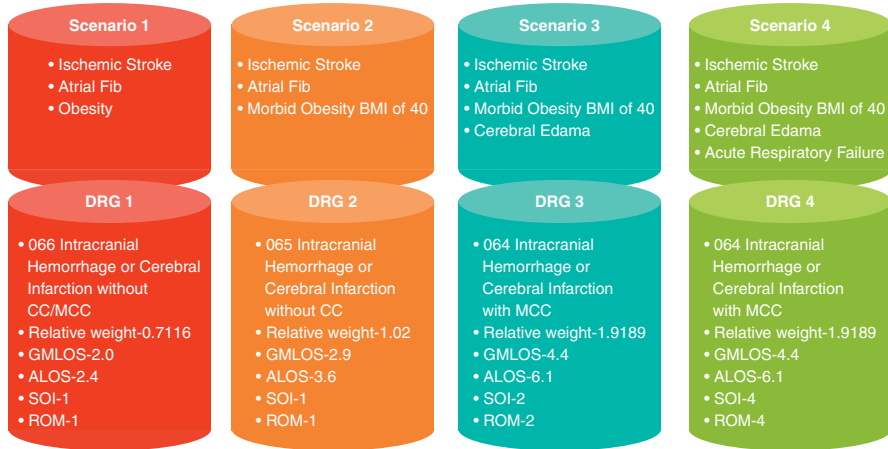 Scenario 1
• Ischemic Stroke
• Atrial Fib
• Obesity
Scenario 2
• Ischemic Stroke
• Atrial Fib
• Morbid Obesity BMI of 40
Scenario 3
• Ischemic Stroke
• Atrial Fib
• Morbid Obesity BMI of 40
• Cerebral Edama
Scenario 4
• Ischemic Stroke
• Atrial Fib
• Morbid Obesity BMI of 40
• Cerebral Edama
• Acute Respiratory Failure
DRG 1
• 066 Intracranial
Hemorrhage or Cerebral
Infarction without
CC/MCC
• Relative weight-0.7116
• GMLOS-2.0
• ALOS-2.4
• SOI-1
• ROM-1
DRG 2
• 065 Intracranial
Hemorrhage or
Cerebral Infarction
without CC
• Relative weight-1.02
• GMLOS-2.9
• ALOS-3.6
• SOI-1
• ROM-1
DRG 3
• 064 Intracranial
Hemorrhage or
Cerebral Infarction
with MCC
• Relative weight-1.9189
• GMLOS-4.4
• ALOS-6.1
• SOI-2
• ROM-2
DRG 4
• 064 Intracranial
Hemorrhage or
Cerebral Infarction
with MCC
• Relative weight-1.9189
• GMLOS-4.4
• ALOS-6.1
• SOI-4
• ROM-4